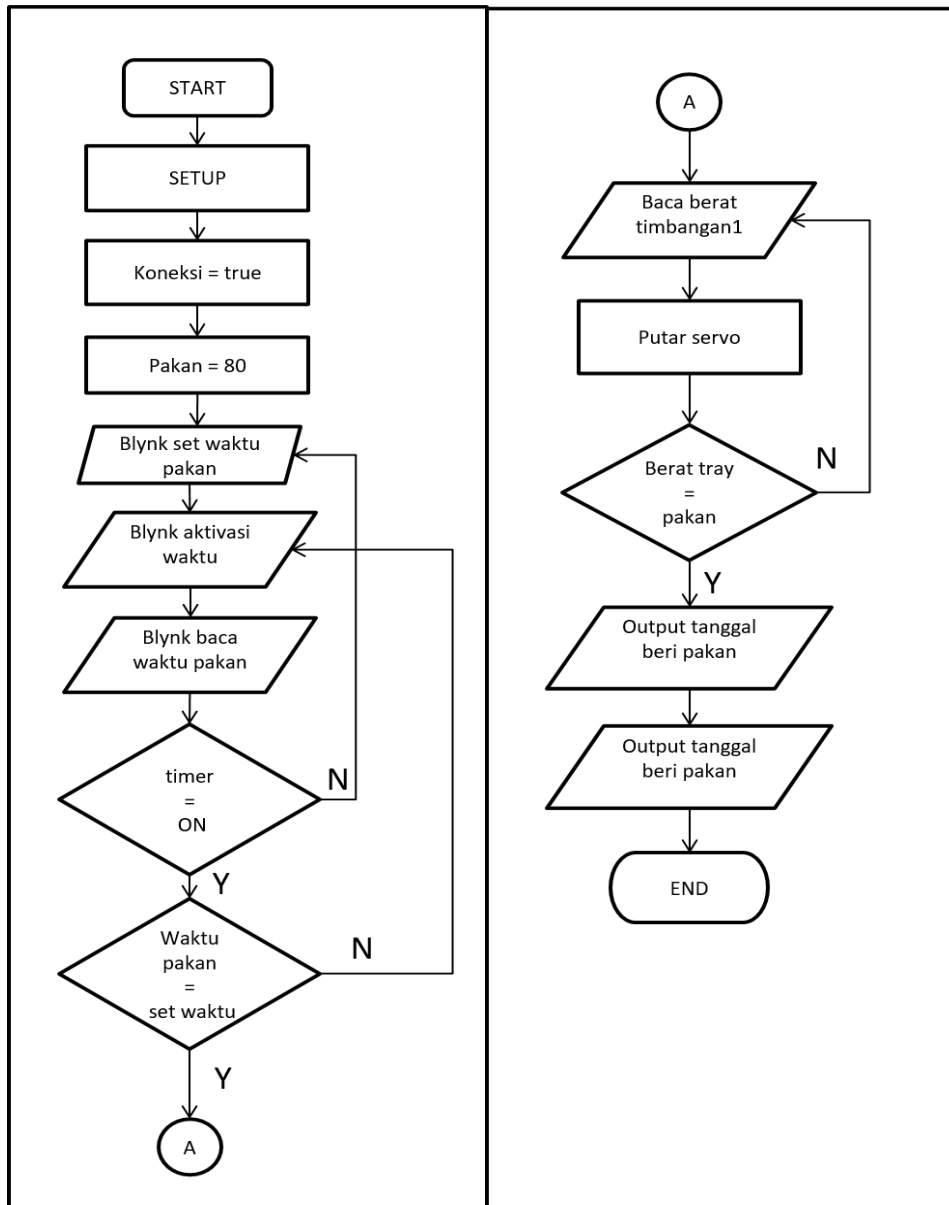 START
SETUP
Koneksi = true
Pakan = 80
Blynk set waktu
pakan
Blynk aktivasi
waktu
Blynk baca
waktu pakan
timer
=
ON
N
Y
Waktu
pakan
=
set waktu
N
Y
A
A
Baca berat
timbangan1
Putar servo
Berat tray
=
pakan
N
Y
Output tanggal
beri pakan
Output tanggal
beri pakan
END